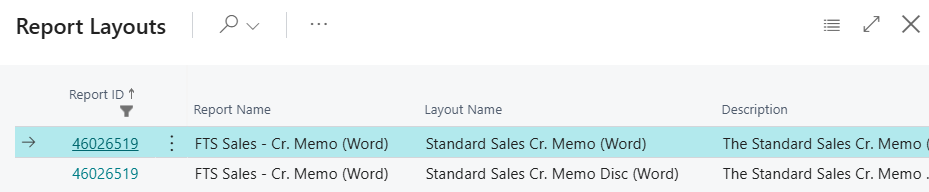 Report Layouts
Report ID ↑ Report Name Layout Name Description
46026519 FTS Sales - Cr. Memo (Word) Standard Sales Cr. Memo (Word) The Standard Sales Cr. Memo (
46026519 FTS Sales - Cr. Memo (Word) Standard Sales Cr. Memo Disc (Word) The Standard Sales Cr. Memo .